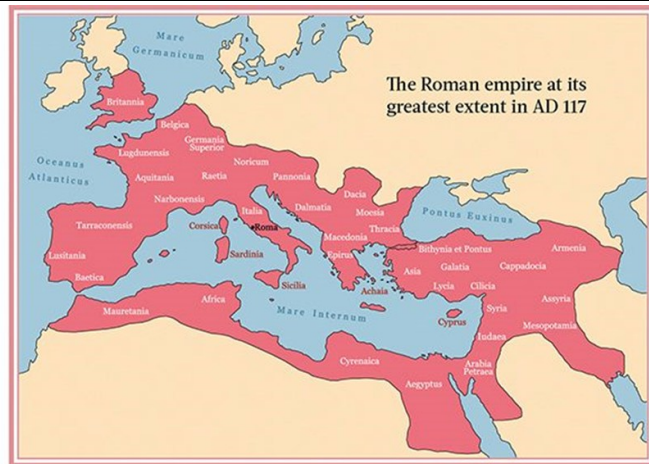 Mare
Germanicum
The Roman empire at its
greatest extent in AD 117
Britannia
Belgica
Germania
Superior
Lugdunensis
Noricum
Oceanus
Atlanticus
Aquitania
Raetia
Pannonia
Dacia
Narbonensis
Italia
Dalmatia
Moesia
Pontus Euxinus
Tarraconensis
Corsica
Roma
Macedonia
Thracia
Epirus
Bithynia et Pontus
Armenia
Lusitania
Sardinia
Asia
Galatia
Cappadocia
Baetica
Sicilia
Achaia
Lycia
Cilicia
Africa
Assyria
Mauretania
Mare Internum
Cyprus
Syria
Mesopotamia
Iudaea
Cyrenaica
Arabia
Petraea
Aegyptus